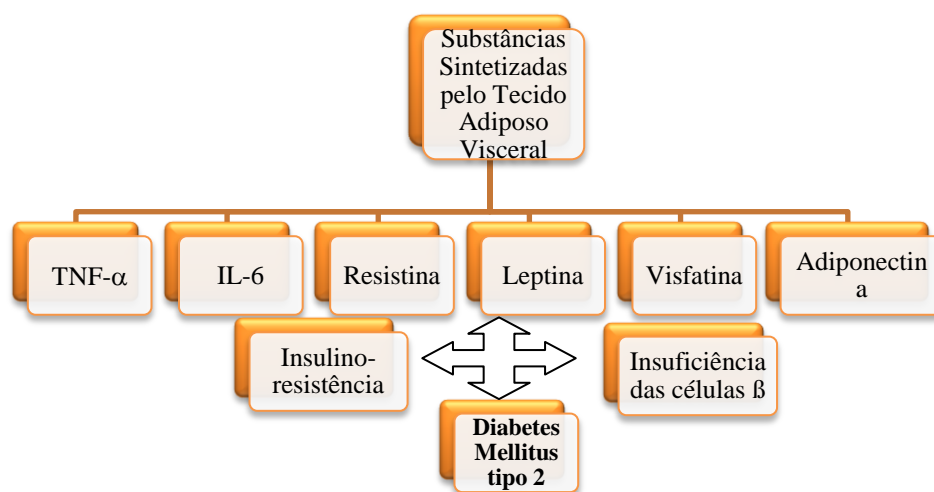 Substâncias
Sintetizadas
pelo Tecido
Adiposo
Visceral
TNF-α
IL-6
Resistina
Leptina
Visfatina
Adiponectin
a
Insulino-
resistência
Insuficiência
das células ß
Diabetes
Mellitus
tipo 2